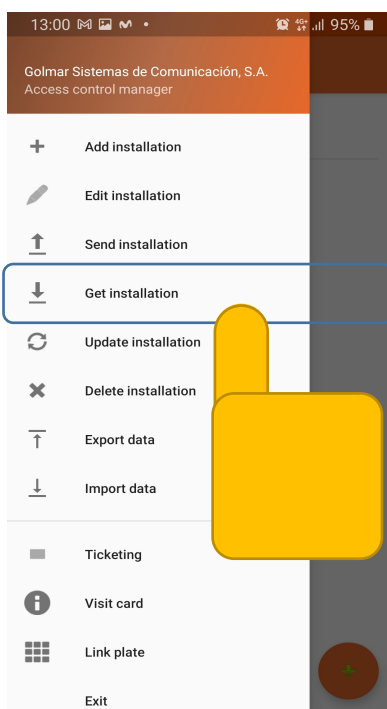 13:00 4G+ 95%
Golmar Sistemas de Comunicación, S.A.
Access control manager
Add installation
Edit installation
Send installation
Get installation
Update installation
Delete installation
Export data
Import data
Ticketing
Visit card
Link plate
Exit